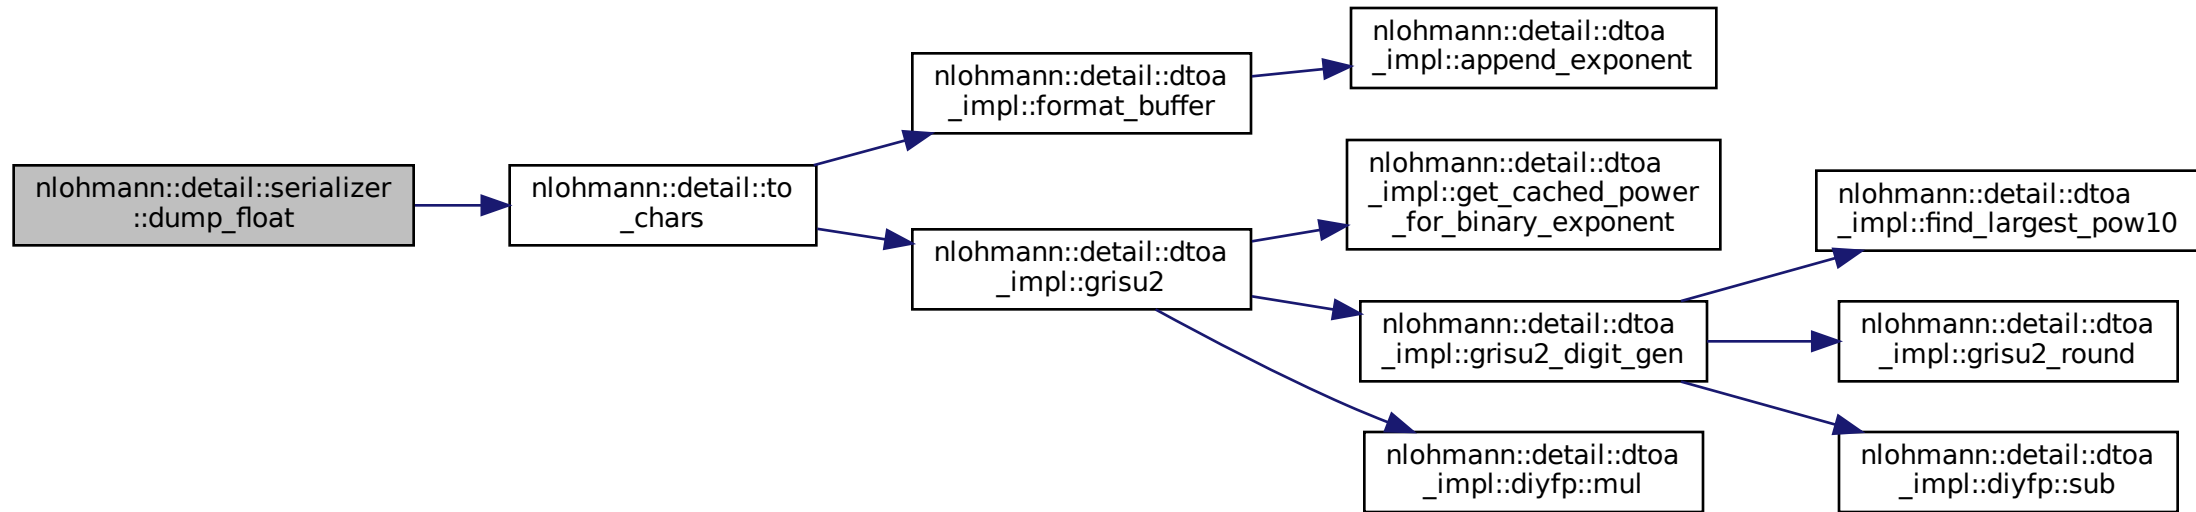 nlohmann::detail::serializer
::dump_float
nlohmann::detail::to
_chars
nlohmann::detail::dtoa
_impl::format_buffer
nlohmann::detail::dtoa
_impl::append_exponent
nlohmann::detail::dtoa
_impl::grisu2
nlohmann::detail::dtoa
_impl::get_cached_power
_for_binary_exponent
nlohmann::detail::dtoa
_impl::grisu2_digit_gen
nlohmann::detail::dtoa
_impl::find_largest_pow10
nlohmann::detail::dtoa
_impl::grisu2_round
nlohmann::detail::dtoa
_impl::diyfp::sub
nlohmann::detail::dtoa
_impl::diyfp::mul